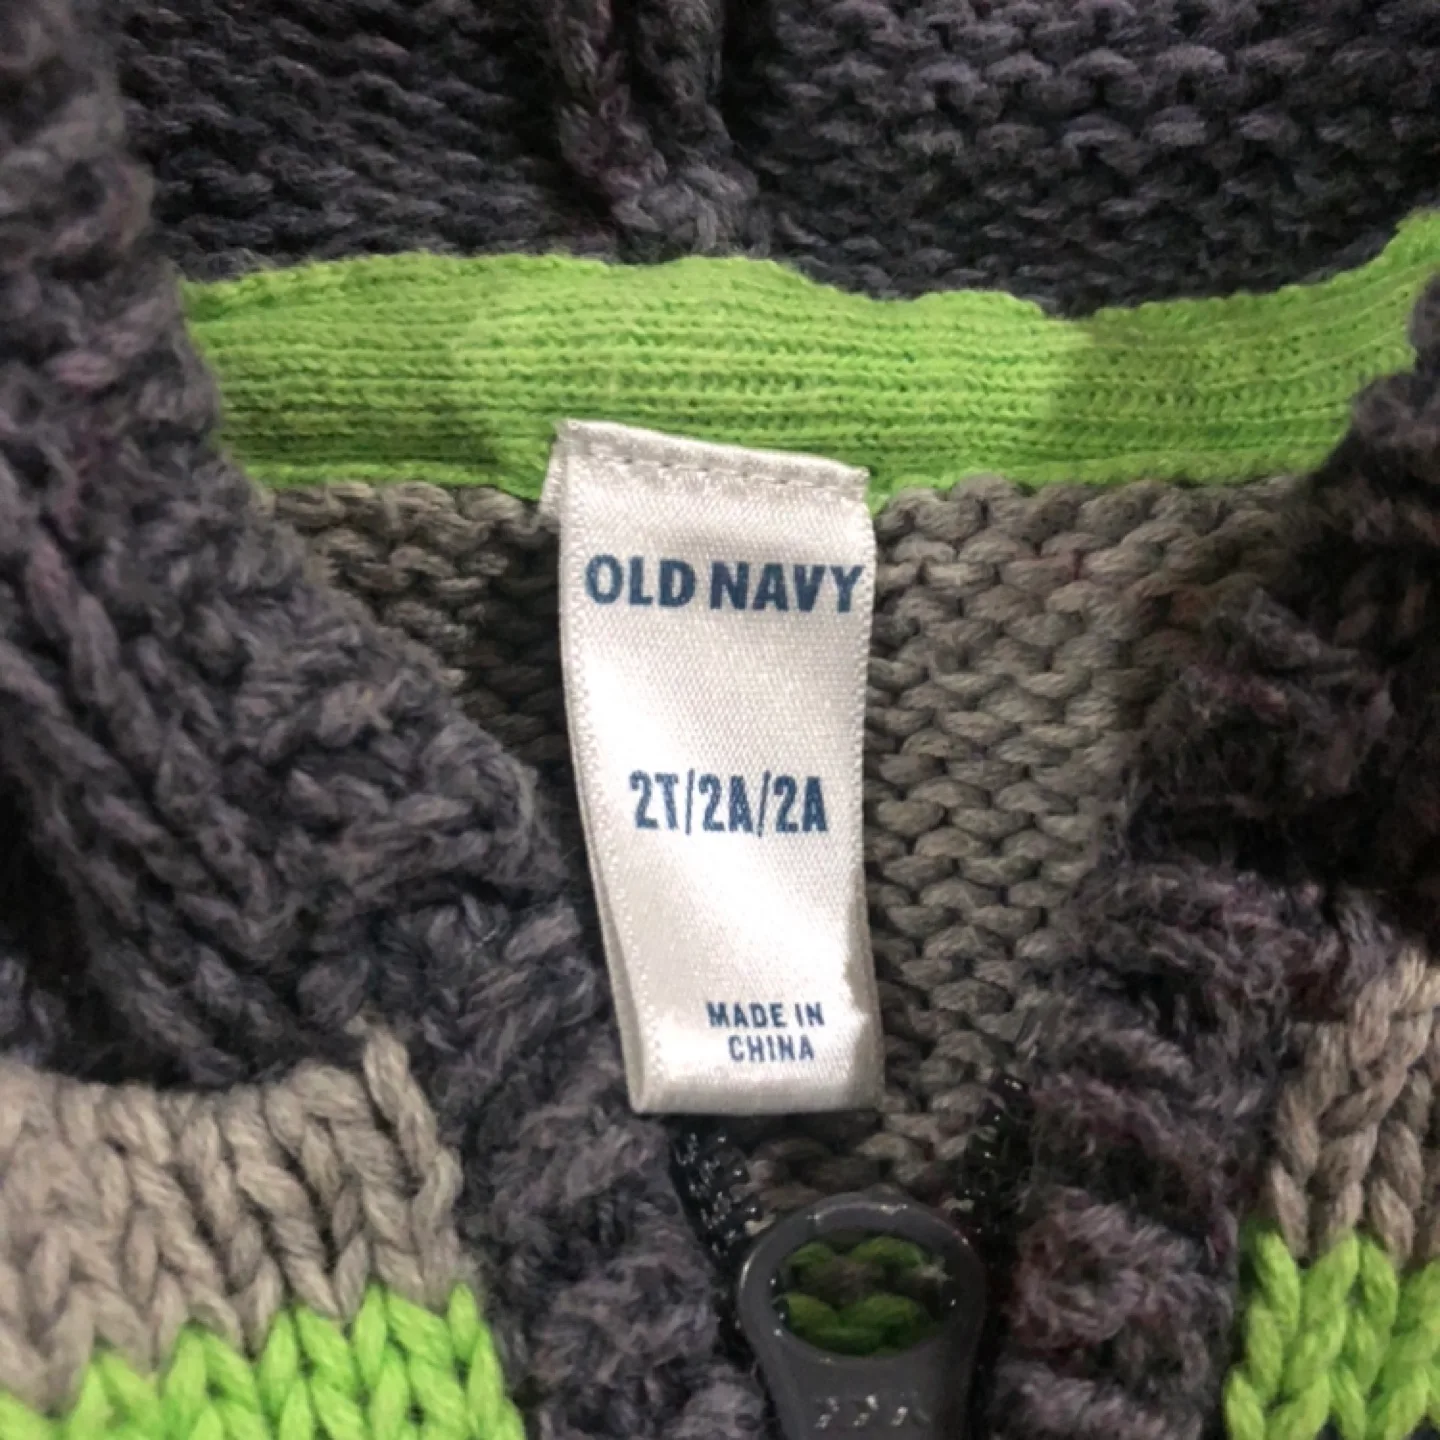 OLD NAVY
2T/2A/2A
MADE IN
CHINA